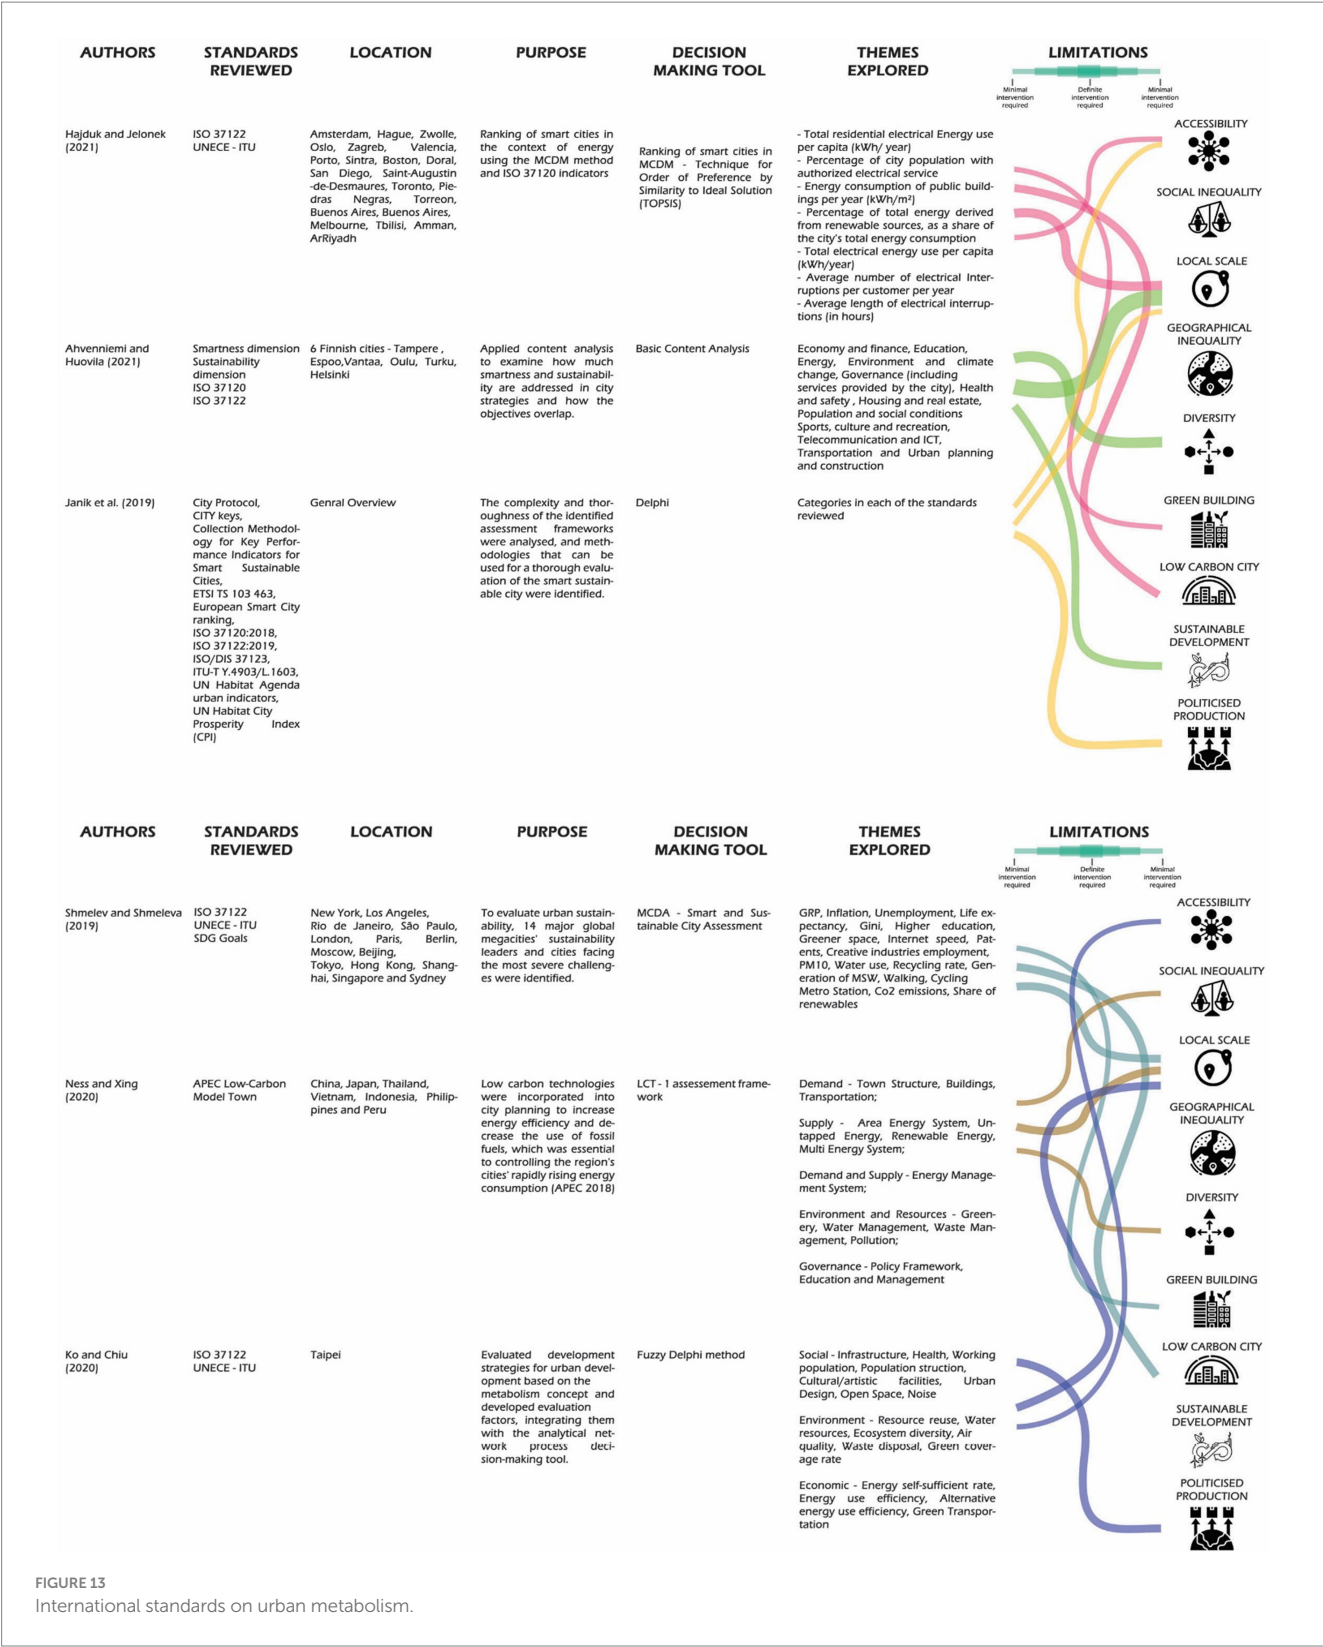 AUTHORS
STANDARDS
REVIEWED
LOCATION
PURPOSE
DECISION
MAKING TOOL
THEMES
EXPLORED
LIMITATIONS
Minimal
intervention
required
Definite
intervention
required
Minimal
intervention
required
Hajduk and Jelonek
(2021)
ISO 37122
UNECE - ITU
Amsterdam, Hague, Zwolle,
Oslo, Zagreb, Valencia,
Porto, Sintra, Boston, Doral,
San Diego, Saint-Augustin
-de-Desmaures, Toronto, Pie-
dras Negras, Torreon,
Buenos Aires, Buenos Aires,
Melbourne, Tbilisi, Amman,
ArRiyadh
Ranking of smart cities in
the context of energy
using the MCDM method
and ISO 37120 indicators
Ranking of smart cities in
MCDM - Technique for
Order of Preference by
Similarity to Ideal Solution
(TOPSIS)
- Total residential electrical Energy use
per capita (kWh/ year)
- Percentage of city population with
authorized electrical service
- Energy consumption of public build-
ings per year (kWh/m²)
- Percentage of total energy derived
from renewable sources, as a share of
the city's total energy consumption
- Total electrical energy use per capita
(kWh/year)
- Average number of electrical Inter-
ruptions per customer per year
- Average length of electrical interrup-
tions (in hours)
Ahvenniemi and
Huovila (2021)
Smartness dimension
Sustainability
dimension
ISO 37120
ISO 37122
6 Finnish cities - Tampere ,
Espoo,Vantaa, Oulu, Turku,
Helsinki
Applied content analysis
to examine how much
smartness and sustainabil-
ity are addressed in city
strategies and how the
objectives overlap.
Basic Content Analysis
Economy and finance, Education,
Energy, Environment and climate
change, Governance (including
services provided by the city), Health
and safety , Housing and real estate,
Population and social conditions
Sports, culture and recreation,
Telecommunication and ICT,
Transportation and Urban planning
and construction
Janik et al. (2019)
City Protocol,
CITY keys,
Collection Methodol-
ogy for Key Perfor-
mance Indicators for
Smart Sustainable
Cities,
ETSI TS 103 463,
European Smart City
ranking,
ISO 37120:2018,
ISO 37122:2019,
ISO/DIS 37123,
ITU-T Y.4903/L.1603,
UN Habitat Agenda
urban indicators,
UN Habitat City
Prosperity Index
(CPI)
Genral Overview
The complexity and thor-
oughness of the identified
assessment frameworks
were analysed, and meth-
odologies that can be
used for a thorough evalu-
ation of the smart sustain-
able city were identified.
Delphi
Categories in each of the standards
reviewed
ACCESSIBILITY
SOCIAL INEQUALITY
LOCAL SCALE
GEOGRAPHICAL
INEQUALITY
DIVERSITY
GREEN BUILDING
LOW CARBON CITY
SUSTAINABLE
DEVELOPMENT
POLITICISED
PRODUCTION
AUTHORS
STANDARDS
REVIEWED
LOCATION
PURPOSE
DECISION
MAKING TOOL
THEMES
EXPLORED
LIMITATIONS
Minimal
intervention
required
Definite
intervention
required
Minimal
intervention
required
Shmelev and Shmeleva
(2019)
ISO 37122
UNECE - ITU
SDG Goals
New York, Los Angeles,
Rio de Janeiro, São Paulo,
London, Paris, Berlin,
Moscow, Beijing,
Tokyo, Hong Kong, Shang-
hai, Singapore and Sydney
To evaluate urban sustain-
ability, 14 major global
megacities' sustainability
leaders and cities facing
the most severe challeng-
es were identified.
MCDA - Smart and Sus-
tainable City Assessment
GRP, Inflation, Unemployment, Life ex-
pectancy, Gini, Higher education,
Greener space, Internet speed, Pat-
ents, Creative industries employment,
PM10, Water use, Recycling rate, Gen-
eration of MSW, Walking, Cycling
Metro Station, Co2 emissions, Share of
renewables
Ness and Xing
(2020)
APEC Low-Carbon
Model Town
China, Japan, Thailand,
Vietnam, Indonesia, Philip-
pines and Peru
Low carbon technologies
were incorporated into
city planning to increase
energy efficiency and de-
crease the use of fossil
fuels, which was essential
to controlling the region's
cities' rapidly rising energy
consumption (APEC 2018)
LCT - 1 assessement frame-
work
Demand - Town Structure, Buildings,
Transportation;
Supply - Area Energy System, Un-
tapped Energy, Renewable Energy,
Multi Energy System;
Demand and Supply - Energy Manage-
ment System;
Environment and Resources - Green-
ery, Water Management, Waste Man-
agement, Pollution;
Governance - Policy Framework,
Education and Management
Ko and Chiu
(2020)
ISO 37122
UNECE - ITU
Taipei
Evaluated development
strategies for urban devel-
opment based on the
metabolism concept and
developed evaluation
factors, integrating them
with the analytical net-
work process deci-
sion-making tool.
Fuzzy Delphi method
Social - Infrastructure, Health, Working
population, Population struction,
Cultural/artistic facilities, Urban
Design, Open Space, Noise
Environment - Resource reuse, Water
resources, Ecosystem diversity, Air
quality, Waste disposal, Green cover-
age rate
Economic - Energy self-sufficient rate,
Energy use efficiency, Alternative
energy use efficiency, Green Transpor-
tation
ACCESSIBILITY
SOCIAL INEQUALITY
LOCAL SCALE
GEOGRAPHICAL
INEQUALITY
DIVERSITY
GREEN BUILDING
LOW CARBON CITY
SUSTAINABLE
DEVELOPMENT
POLITICISED
PRODUCTION
FIGURE 13
International standards on urban metabolism.